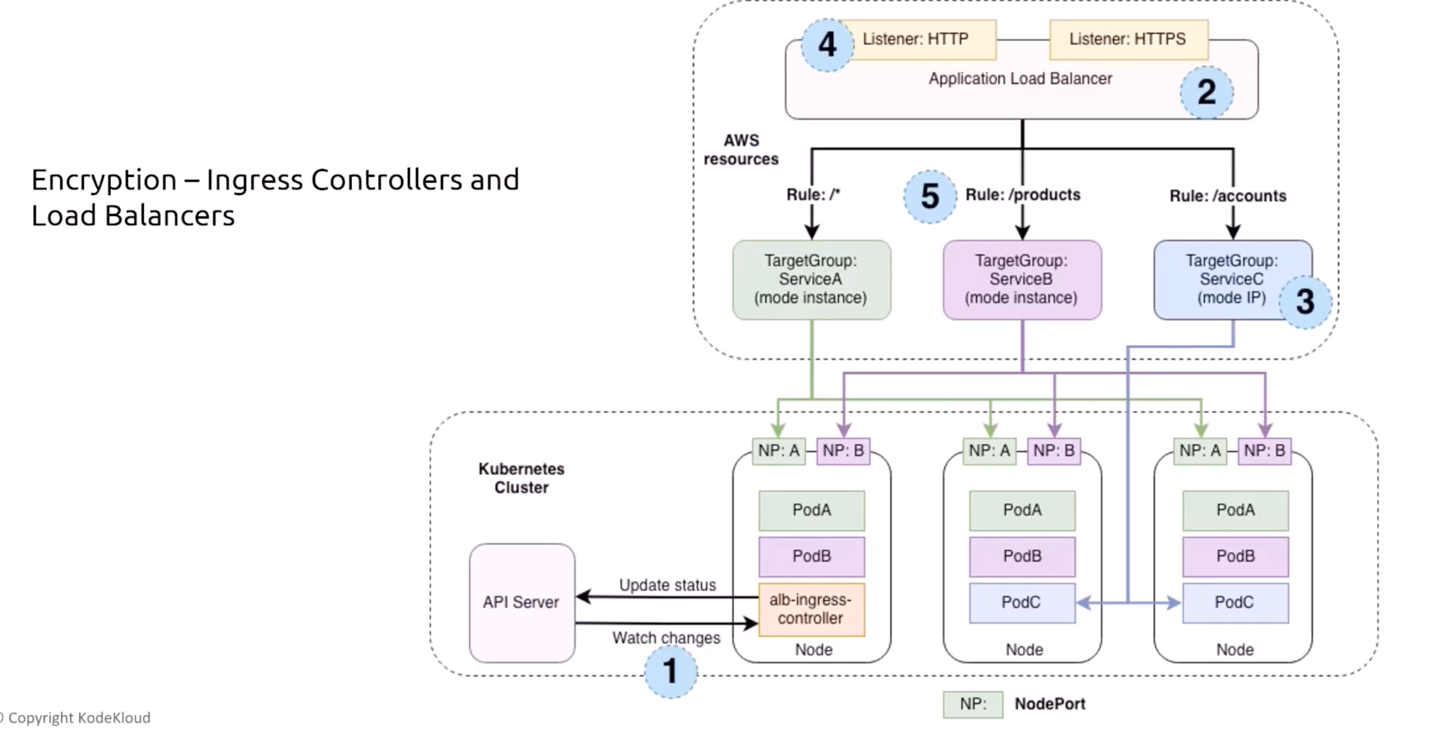 4
Listener: HTTP
Listener: HTTPS
Application Load Balancer
2
AWS
resources
Encryption – Ingress Controllers and
Load Balancers
Rule: /*
5
Rule: /products
Rule: /accounts
TargetGroup:
ServiceA
(mode instance)
TargetGroup:
ServiceB
(mode instance)
TargetGroup:
ServiceC
(mode IP)
3
Kubernetes
Cluster
NP: A
NP: B
NP: A
NP: B
NP: A
NP: B
PodA
PodB
alb-ingress-
controller
Node
PodA
PodB
PodC
Node
PodA
PodB
PodC
Node
API Server
Update status
Watch changes
1
NP:
NodePort
© Copyright KodeKloud